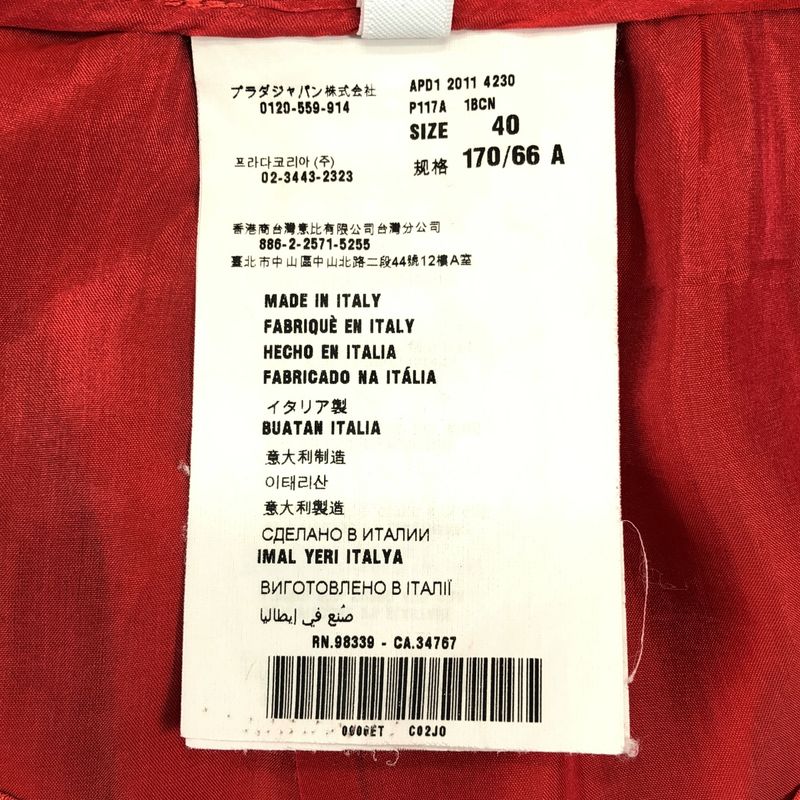 プラダジャパン株式会社
0120-559-914
APD1 2011 4230
P117A 1BCN
SIZE 40
规格 170/66 A
프라다코리아 (주)
02-3443-2323
香港商台灣意比有限公司台灣分公司
886-2-2571-5255
臺北市中山區中山北路二段44號12樓A室
MADE IN ITALY
FABRIQUÈ EN ITALY
HECHO EN ITALIA
FABRICADO NA ITÁLIA
イタリア製
BUATAN ITALIA
意大利制造
이태리산
意大利製造
СДЕЛАНО В ИТАЛИИ
IMAL YERI ITALYA
ВИГОТОВЛЕНО В ІТАЛІЇ
صُنع في إيطاليا
RN.98339 - CA.34767
C02J0